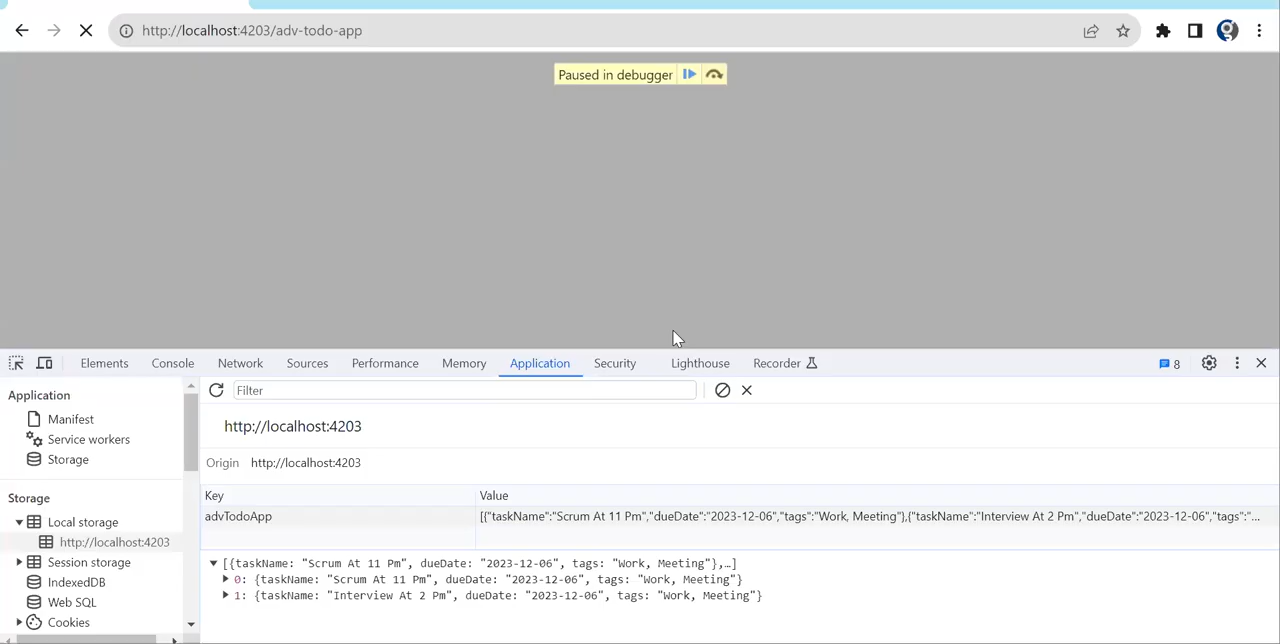 http://localhost:4203/adv-todo-app
Paused in debugger
Elements Console Network Sources Performance Memory Application Security Lighthouse Recorder 8
Application
Manifest
Service workers
Storage
Storage
Local storage
http://localhost:4203
Session storage
IndexedDB
Web SQL
Cookies
Filter
http://localhost:4203
Origin http://localhost:4203
Key Value
advTodoApp [{"taskName":"Scrum At 11 Pm","dueDate":"2023-12-06","tags":"Work, Meeting"},{"taskName":"Interview At 2 Pm","dueDate":"2023-12-06","tags":"...
[{taskName: "Scrum At 11 Pm", dueDate: "2023-12-06", tags: "Work, Meeting"},…]
0: {taskName: "Scrum At 11 Pm", dueDate: "2023-12-06", tags: "Work, Meeting"}
1: {taskName: "Interview At 2 Pm", dueDate: "2023-12-06", tags: "Work, Meeting"}